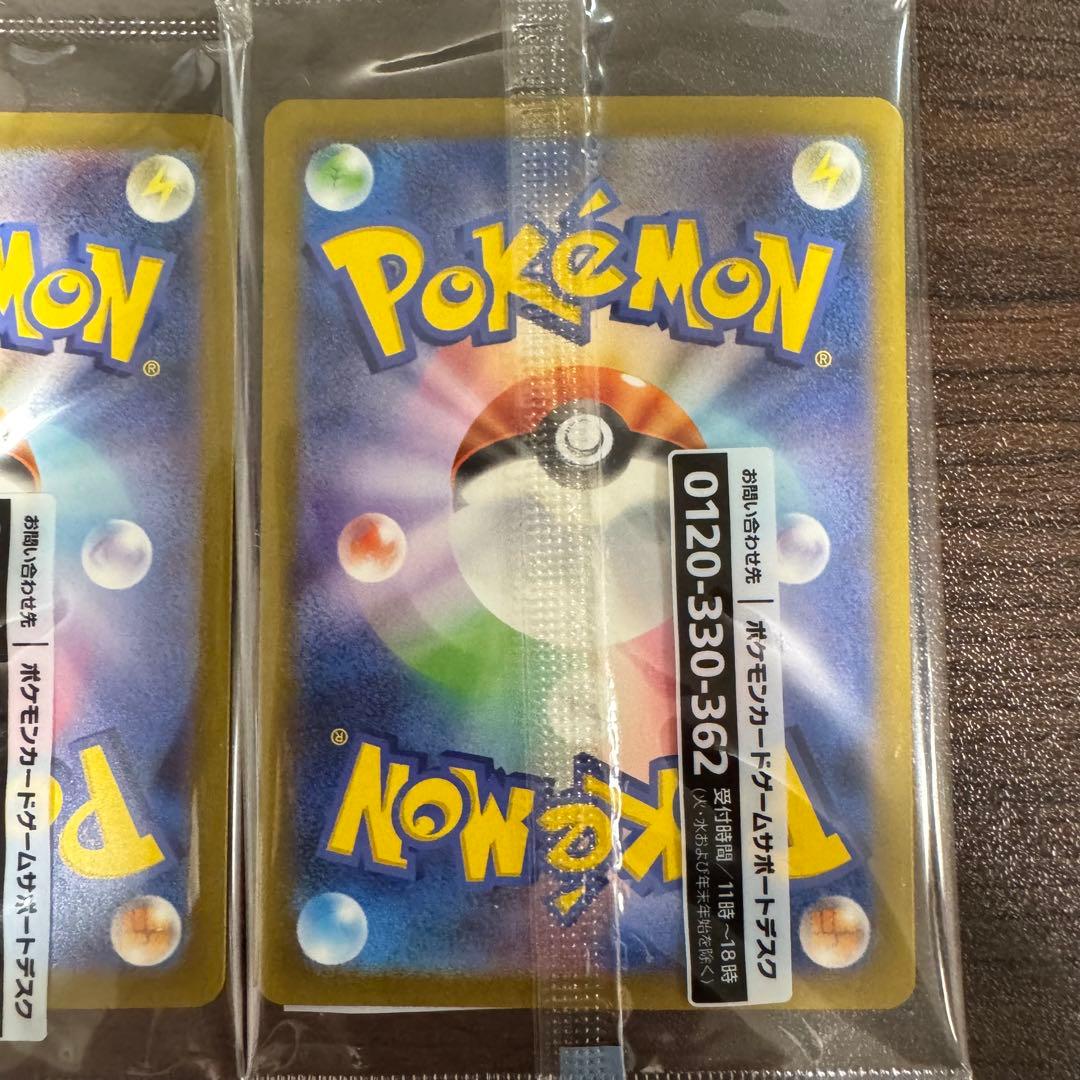 MON
®
お問い合わせ先 | ポケモンカードゲームサポートデスク
P
POKéMON
®
お問い合わせ先 | ポケモンカードゲームサポートデスク
0120-330-362 受付時間/11時~18時
(火・水および年末年始を除く)
POKéMON
®